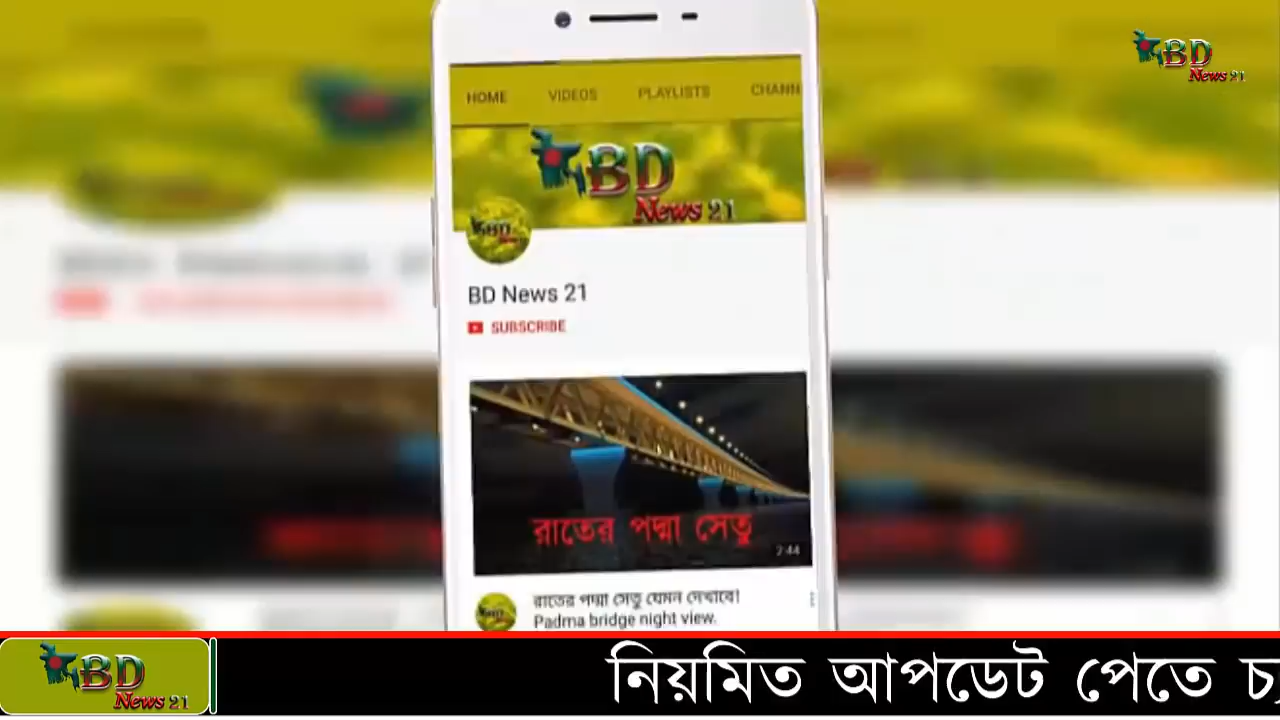 BD
News 21
HOME VIDEOS PLAYLISTS CHANN
BD
News 21
BD News 21
SUBSCRIBE
রাতের পদ্মা সেতু
2:44
রাতের পদ্মা সেতু যেমন দেখাবে!
Padma bridge night view.
BD
News 21
নিয়মিত আপডেট পেতে চ্